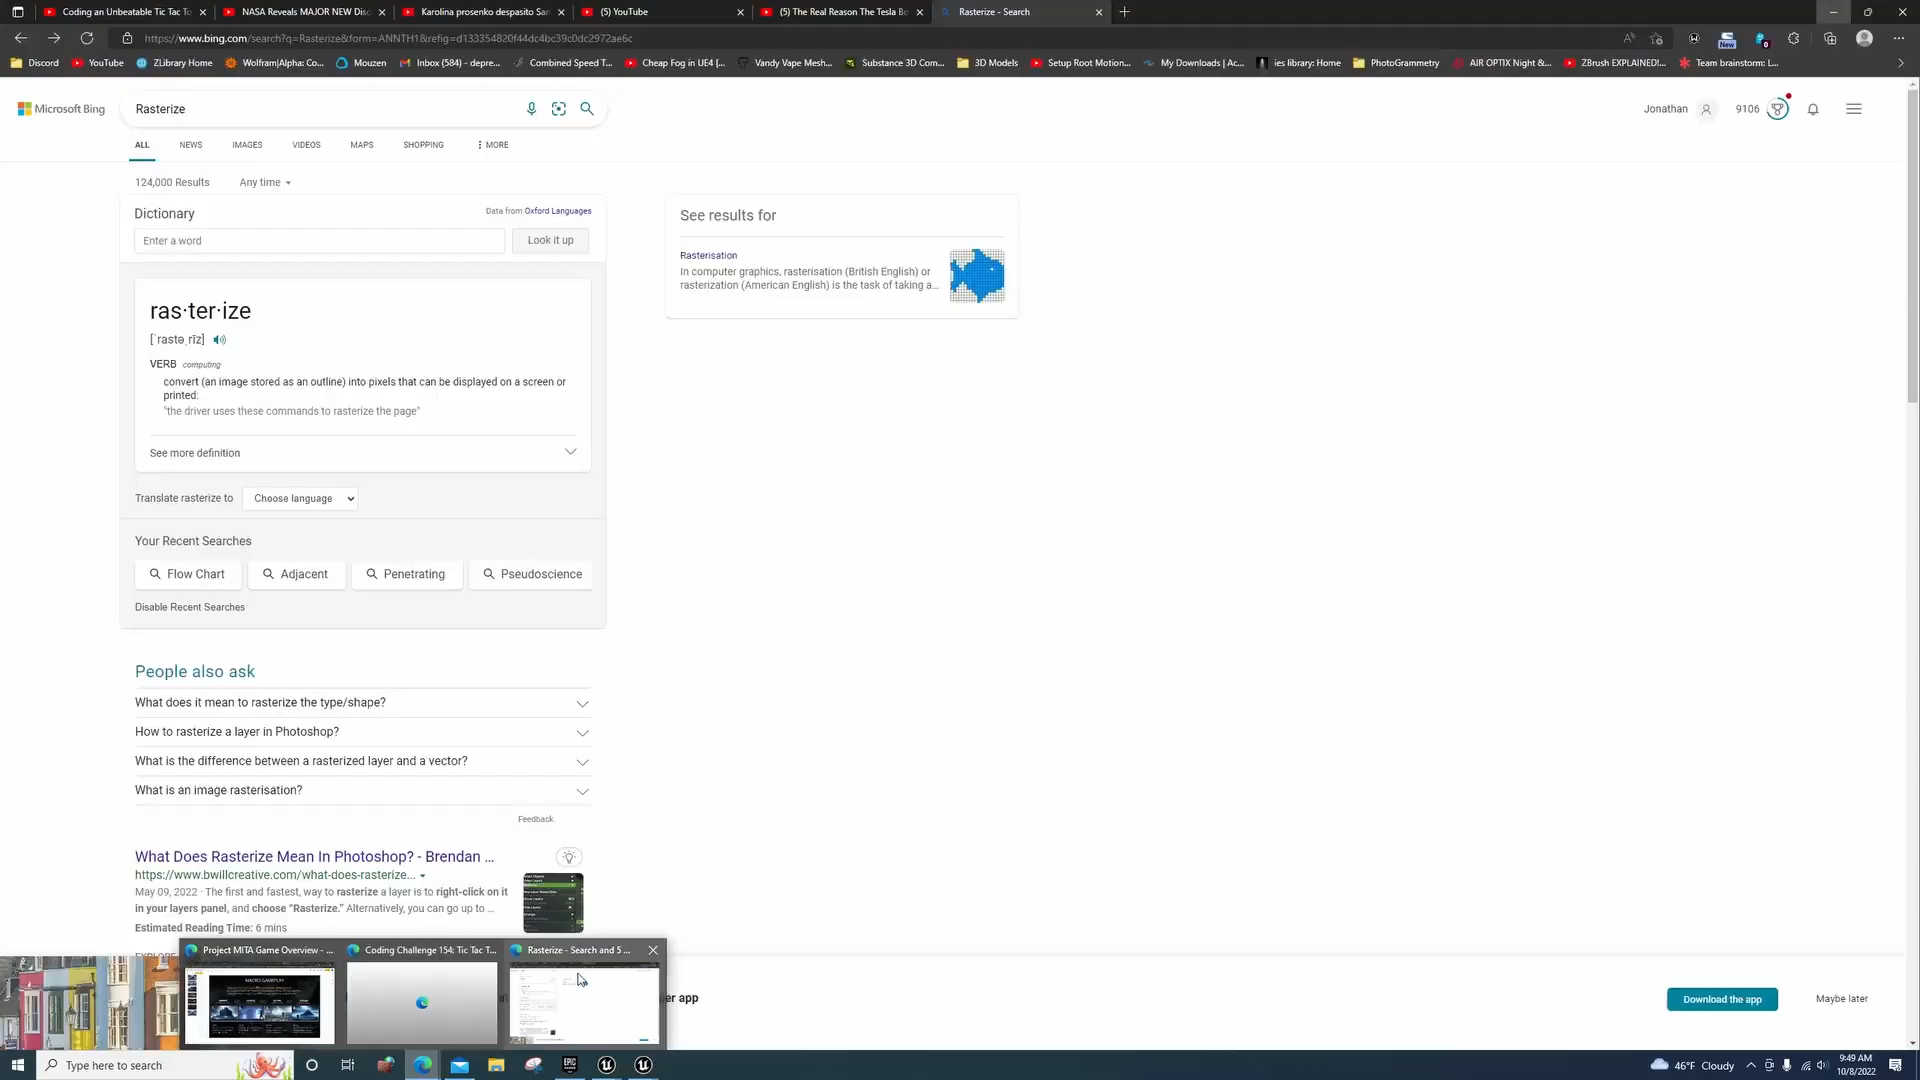 Coding an Unbeatable Tic Tac To
NASA Reveals MAJOR NEW Disc
Karolina prosenko despasito Sa
(5) YouTube
(5) The Real Reason The Tesla Bo
Rasterize - Search
https://www.bing.com/search?q=Rasterize&form=ANNTH1&refig=d133354820f44dc4bc39c0dc2972ae6c
Discord
YouTube
ZLibrary Home
Wolfram|Alpha: Co...
Mouzen
Inbox (584) - depre...
Combined Speed T...
Cheap Fog in UE4 [...
Vandy Vape Mesh...
Substance 3D Com...
3D Models
Setup Root Motion...
My Downloads | Ac...
ies library: Home
PhotoGrammetry
AIR OPTIX Night &...
ZBrush EXPLAINED!...
Team brainstorm: L...
New
0
Microsoft Bing
Rasterize
Jonathan
9106
ALL
NEWS
IMAGES
VIDEOS
MAPS
SHOPPING
MORE
124,000 Results
Any time
Dictionary
Data from Oxford Languages
Enter a word
Look it up
See results for
Rasterisation
In computer graphics, rasterisation (British English) or
rasterization (American English) is the task of taking a...
ras·ter·ize
[ˈrastəˌrīz]
VERB computing
convert (an image stored as an outline) into pixels that can be displayed on a screen or
printed:
"the driver uses these commands to rasterize the page"
See more definition
Translate rasterize to
Choose language
Your Recent Searches
Flow Chart
Adjacent
Penetrating
Pseudoscience
Disable Recent Searches
People also ask
What does it mean to rasterize the type/shape?
How to rasterize a layer in Photoshop?
What is the difference between a rasterized layer and a vector?
What is an image rasterisation?
Feedback
What Does Rasterize Mean In Photoshop? - Brendan ...
https://www.bwillcreative.com/what-does-rasterize...
May 09, 2022 · The first and fastest, way to rasterize a layer is to right-click on it
in your layers panel, and choose “Rasterize.” Alternatively, you can go up to ...
Estimated Reading Time: 6 mins
Project MITA Game Overview - ...
Coding Challenge 154: Tic Tac T...
Rasterize - Search and 5 ...
MACRO GAMEPLAY
er app
Download the app
Maybe later
Type here to search
EPIC GAMES
46°F Cloudy
9:49 AM
10/8/2022